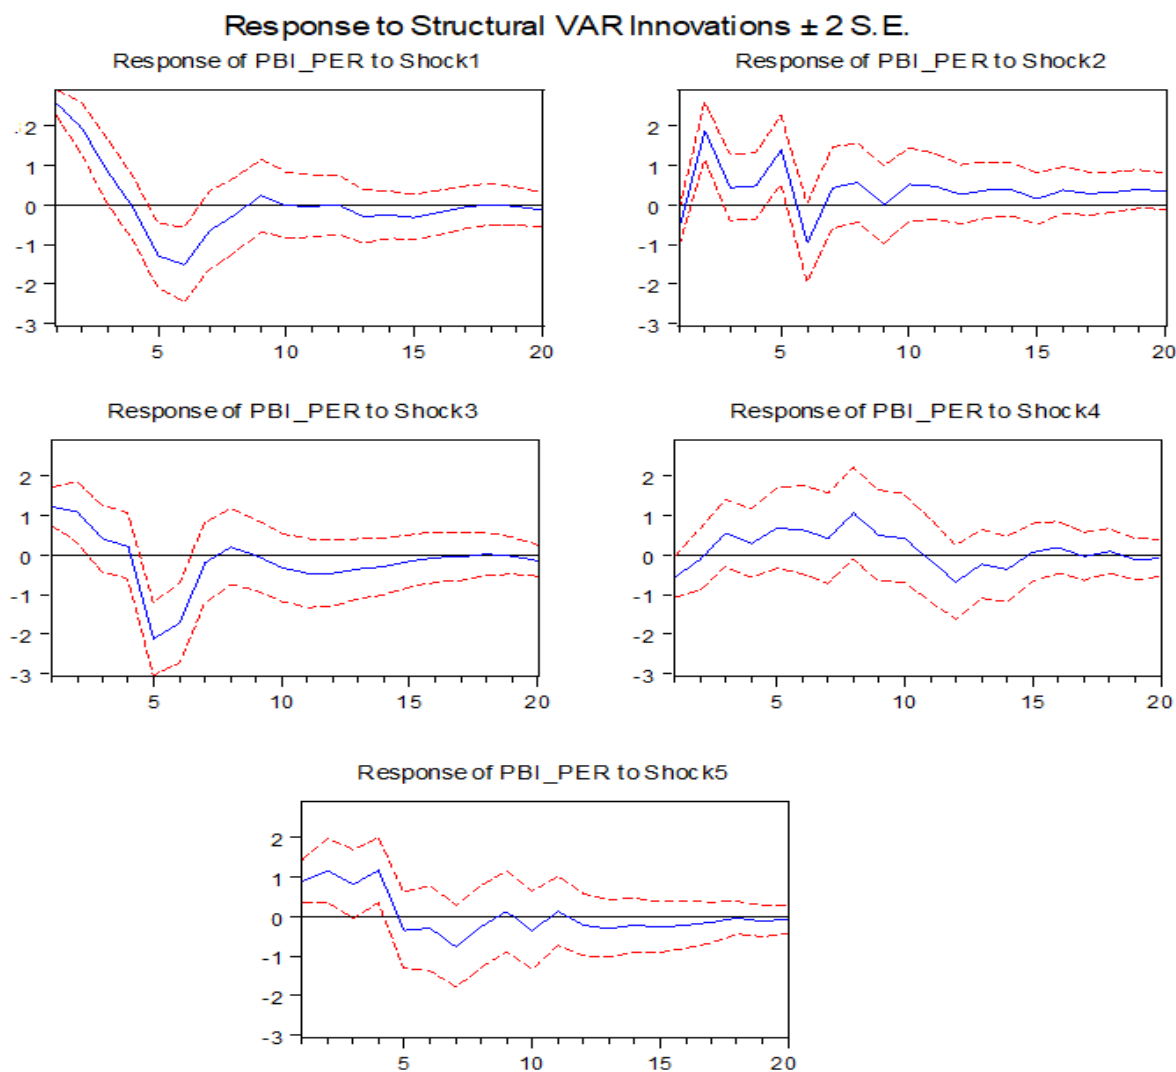 Response to Structural VAR Innovations ± 2 S.E.
Response of PBI_PER to Shock1
2
1
0
-1
-2
-3
5 10 15 20
Response of PBI_PER to Shock2
2
1
0
-1
-2
-3
5 10 15 20
Response of PBI_PER to Shock3
2
1
0
-1
-2
-3
5 10 15 20
Response of PBI_PER to Shock4
2
1
0
-1
-2
-3
5 10 15 20
Response of PBI_PER to Shock5
2
1
0
-1
-2
-3
5 10 15 20